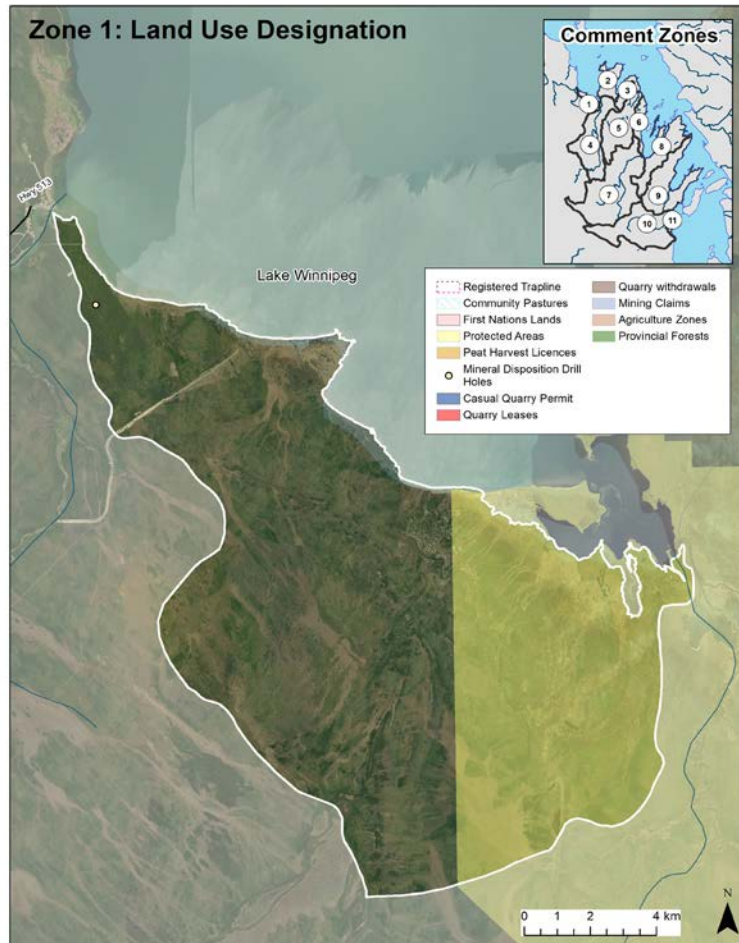 Zone 1: Land Use Designation
Comment Zones
2
3
1
6
5
4
8
7
9
10
11
Hwy 513
Lake Winnipeg
Registered Trapline
Community Pastures
First Nations Lands
Protected Areas
Peat Harvest Licences
Mineral Disposition Drill
Holes
Casual Quarry Permit
Quarry Leases
Quarry withdrawals
Mining Claims
Agriculture Zones
Provincial Forests
0 1 2 4 km
N